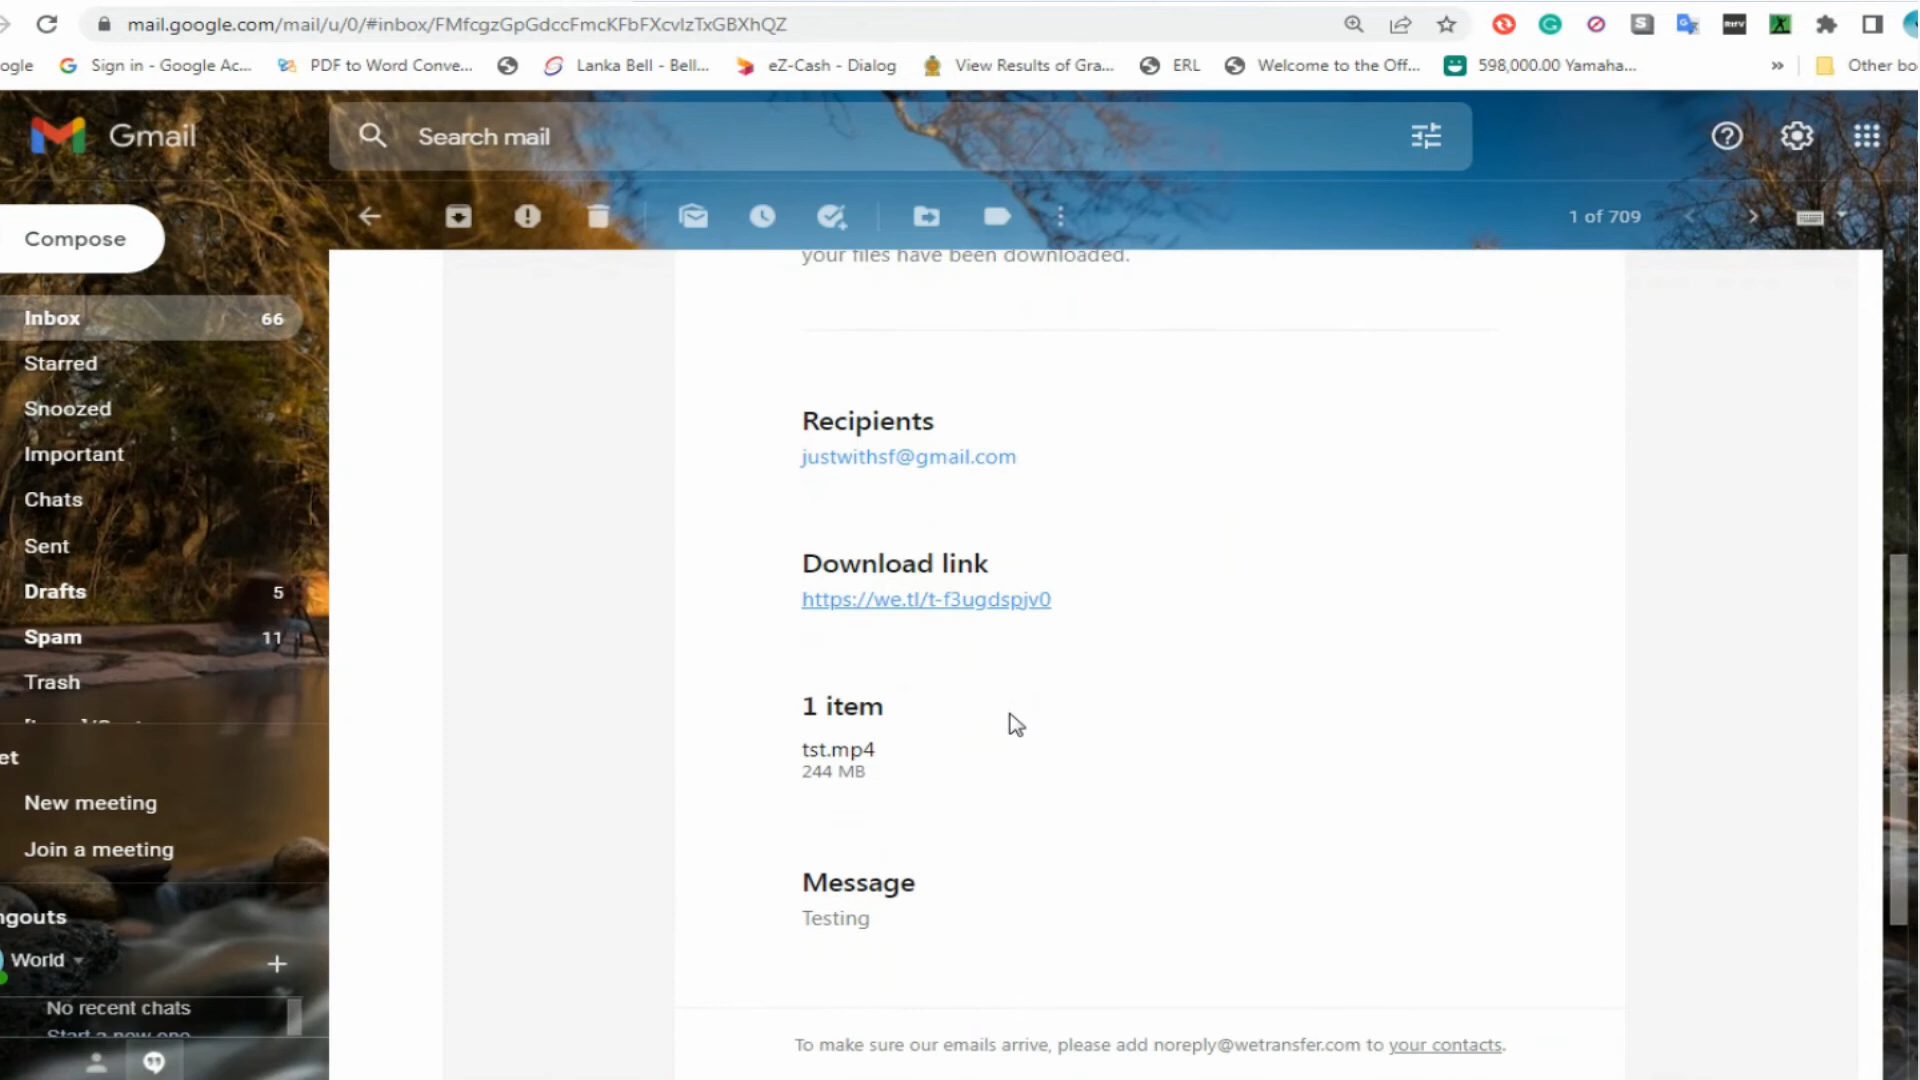 mail.google.com/mail/u/0/#inbox/FMfcgzGpGdccFmcKFbFXcvlzTxGBXhQZ
ogle
Sign in - Google Ac...
PDF to Word Conve...
Lanka Bell - Bell...
eZ-Cash - Dialog
View Results of Gra...
ERL
Welcome to the Off...
598,000.00 Yamaha...
»
Other bo
Gmail
Search mail
Compose
1 of 709
Inbox 66
Starred
Snoozed
Important
Chats
Sent
Drafts 5
Spam 11
Trash
et
New meeting
Join a meeting
ngouts
World
No recent chats
Start a new one
your files have been downloaded.
Recipients
justwithsf@gmail.com
Download link
https://we.tl/t-f3ugdspjv0
1 item
tst.mp4
244 MB
Message
Testing
To make sure our emails arrive, please add noreply@wetransfer.com to your contacts.